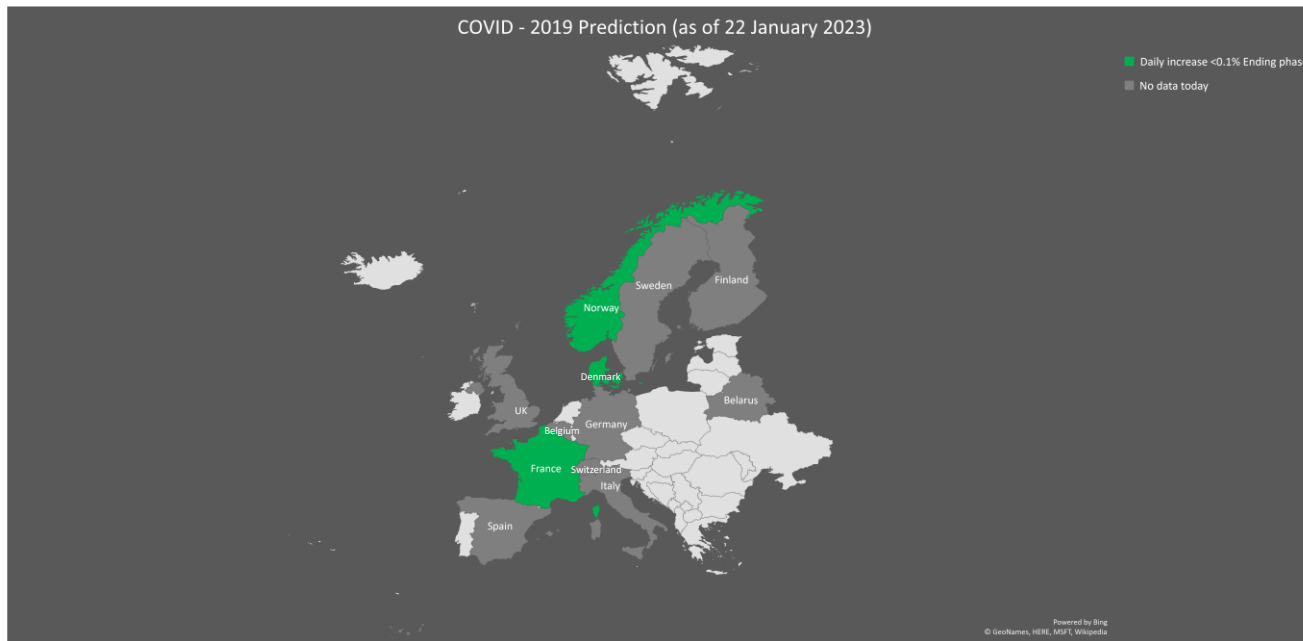 COVID - 2019 Prediction (as of 22 January 2023)
Daily increase <0.1% Ending phase
No data today
Finland
Sweden
Norway
Denmark
Belarus
UK
Germany
Belgium
France
Switzerland
Italy
Spain
Powered by Bing
© GeoNames, HERE, MSFT, Wikipedia